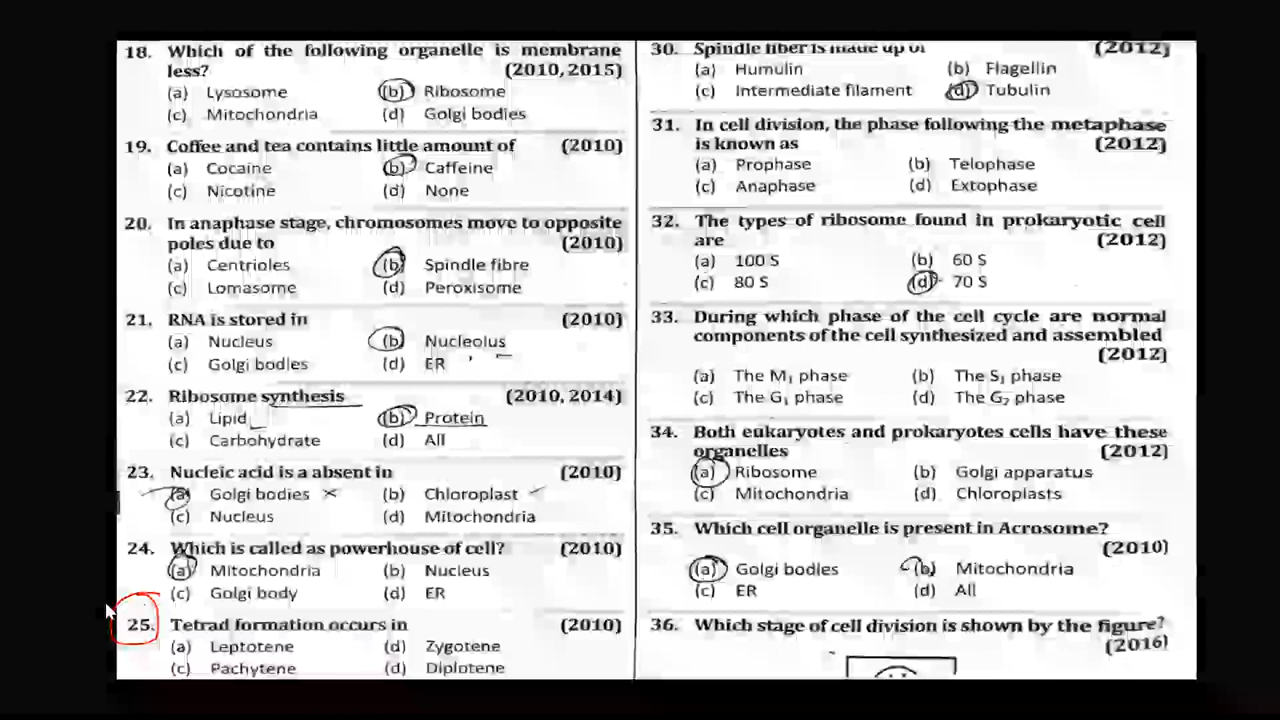 18. Which of the following organelle is membrane
less? (2010, 2015)
(a) Lysosome (b) Ribosome
(c) Mitochondria (d) Golgi bodies
19. Coffee and tea contains little amount of (2010)
(a) Cocaine (b) Caffeine
(c) Nicotine (d) None
20. In anaphase stage, chromosomes move to opposite
poles due to (2010)
(a) Centrioles (b) Spindle fibre
(c) Lomasome (d) Peroxisome
21. RNA is stored in (2010)
(a) Nucleus (b) Nucleolus
(c) Golgi bodies (d) ER
22. Ribosome synthesis (2010, 2014)
(a) Lipid (b) Protein
(c) Carbohydrate (d) All
23. Nucleic acid is a absent in (2010)
(a) Golgi bodies (b) Chloroplast
(c) Nucleus (d) Mitochondria
24. Which is called as powerhouse of cell? (2010)
(a) Mitochondria (b) Nucleus
(c) Golgi body (d) ER
25. Tetrad formation occurs in (2010)
(a) Leptotene (d) Zygotene
(c) Pachytene (d) Diplotene
30. Spindle fiber is made up of (2012)
(a) Humulin (b) Flagellin
(c) Intermediate filament (d) Tubulin
31. In cell division, the phase following the metaphase
is known as (2012)
(a) Prophase (b) Telophase
(c) Anaphase (d) Extophase
32. The types of ribosome found in prokaryotic cell
are (2012)
(a) 100 S (b) 60 S
(c) 80 S (d) 70 S
33. During which phase of the cell cycle are normal
components of the cell synthesized and assembled
(2012)
(a) The M₁ phase (b) The S₁ phase
(c) The G₁ phase (d) The G₂ phase
34. Both eukaryotes and prokaryotes cells have these
organelles (2012)
(a) Ribosome (b) Golgi apparatus
(c) Mitochondria (d) Chloroplasts
35. Which cell organelle is present in Acrosome?
(2010)
(a) Golgi bodies (b) Mitochondria
(c) ER (d) All
36. Which stage of cell division is shown by the figure?
(2016)